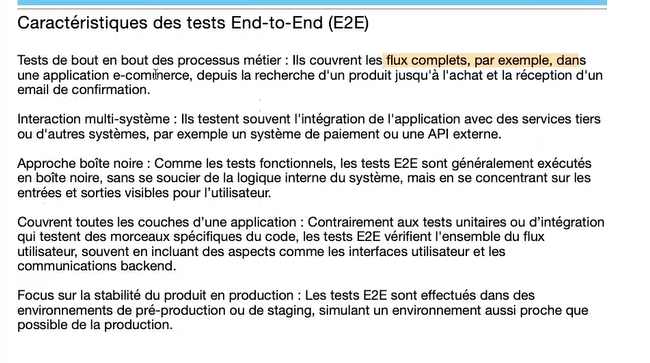 Caractéristiques des tests End-to-End (E2E)
Tests de bout en bout des processus métier : Ils couvrent les flux complets, par exemple, dans
une application e-commerce, depuis la recherche d'un produit jusqu'à l'achat et la réception d'un
email de confirmation.
Interaction multi-système : Ils testent souvent l'intégration de l'application avec des services tiers
ou d'autres systèmes, par exemple un système de paiement ou une API externe.
Approche boîte noire : Comme les tests fonctionnels, les tests E2E sont généralement exécutés
en boîte noire, sans se soucier de la logique interne du système, mais en se concentrant sur les
entrées et sorties visibles pour l'utilisateur.
Couvrent toutes les couches d'une application : Contrairement aux tests unitaires ou d'intégration
qui testent des morceaux spécifiques du code, les tests E2E vérifient l'ensemble du flux
utilisateur, souvent en incluant des aspects comme les interfaces utilisateur et les
communications backend.
Focus sur la stabilité du produit en production : Les tests E2E sont effectués dans des
environnements de pré-production ou de staging, simulant un environnement aussi proche que
possible de la production.